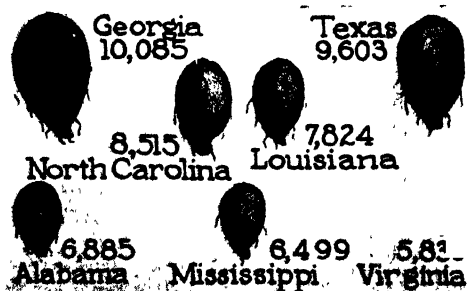 Georgia
10,085
Texas
9,603
8,515
North Carolina
7,824
Louisiana
6,885
Alabama
6,499
Mississippi
Virginia